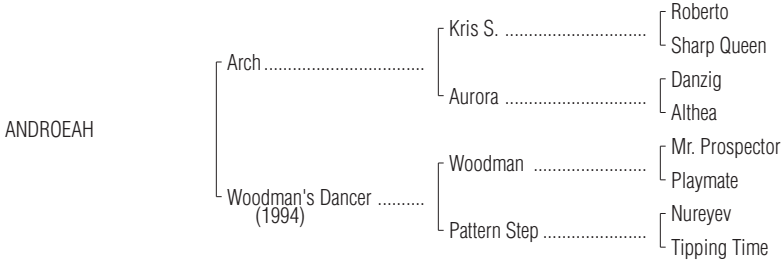 Roberto
Kris S. ..............................
Sharp Queen
Arch ..................................
Danzig
Aurora ..............................
Althea
ANDROEAH
Mr. Prospector
Woodman ........................
Playmate
Woodman's Dancer ..........
(1994)
Nureyev
Pattern Step ......................
Tipping Time